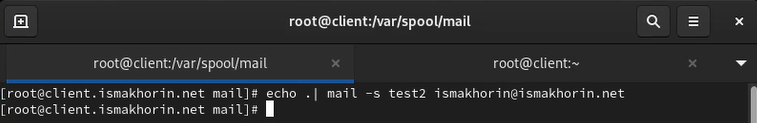 root@client:/var/spool/mail
root@client:/var/spool/mail
root@client:~
[root@client.ismakhorin.net mail]# echo .| mail -s test2 ismakhorin@ismakhorin.net
[root@client.ismakhorin.net mail]#